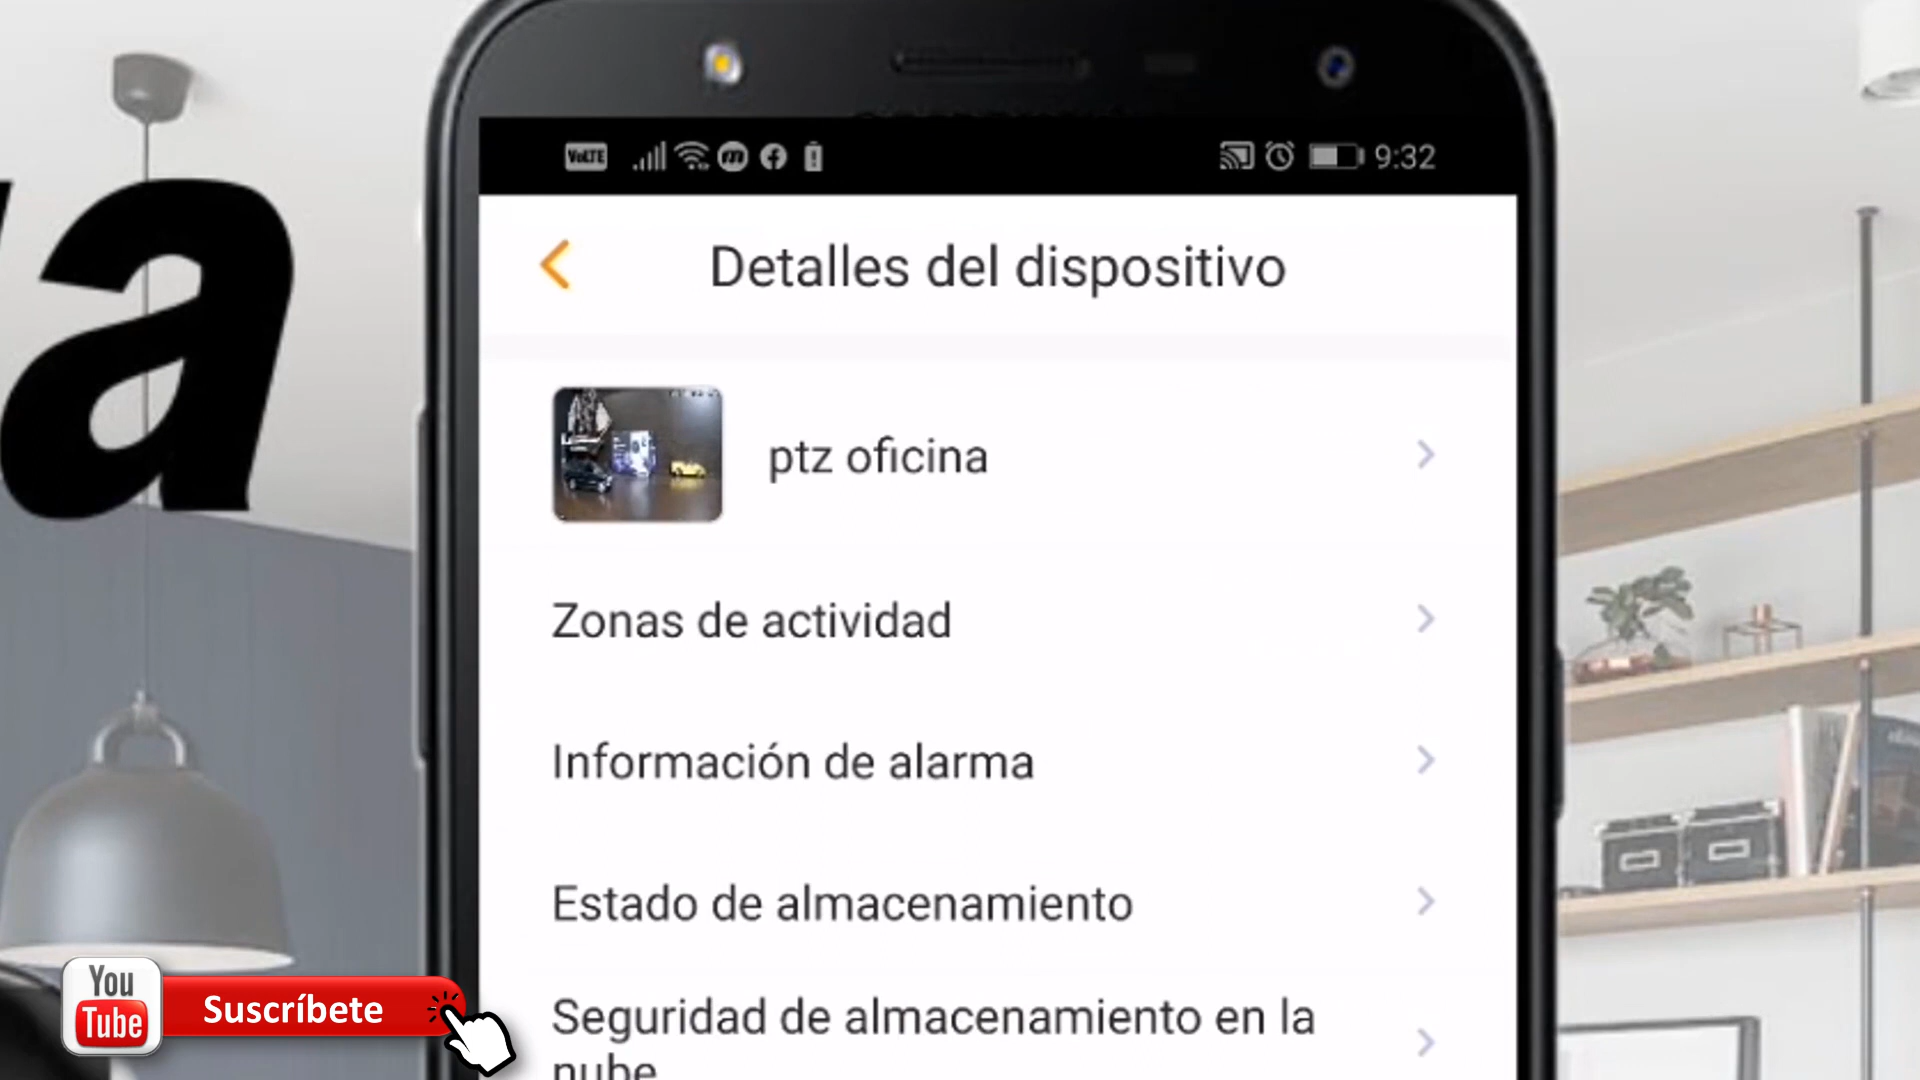 a
VoLTE
9:32
Detalles del dispositivo
ptz oficina
Zonas de actividad
Información de alarma
Estado de almacenamiento
Seguridad de almacenamiento en la
nube
You
Tube
Suscríbete